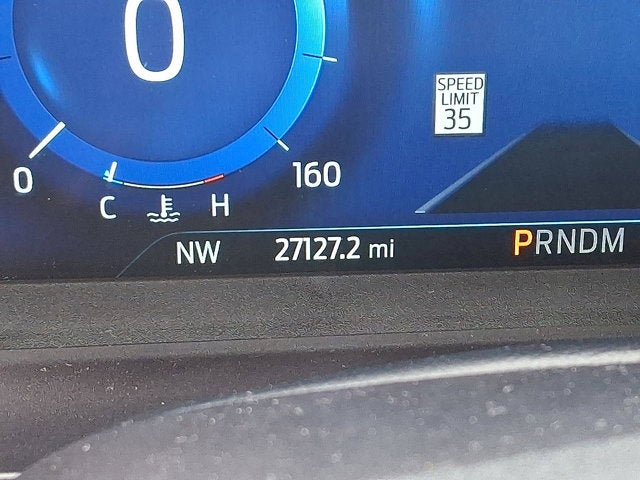 0
SPEED
LIMIT
35
0
160
C
H
NW
27127.2 mi
PRNDM